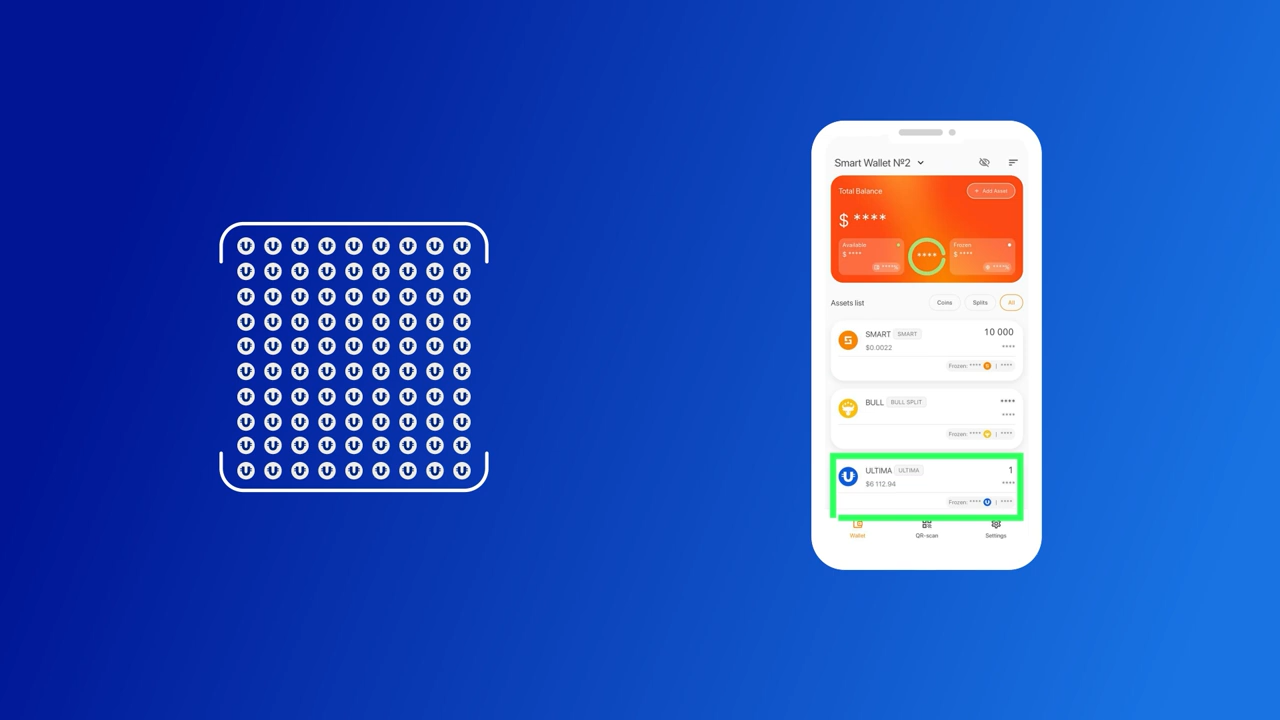 Smart Wallet №2
Total Balance
+ Add Asset
$ ****
Available
$ ****
****%
****
Frozen
$ ****
****%
Assets list
Coins
Splits
All
SMART SMART
10 000
$0.0022
****
Frozen: **** | ****
BULL BULL SPLIT
****
****
Frozen: **** | ****
ULTIMA ULTIMA
1
$6 112.94
****
Frozen: **** | ****
Wallet
QR-scan
Settings